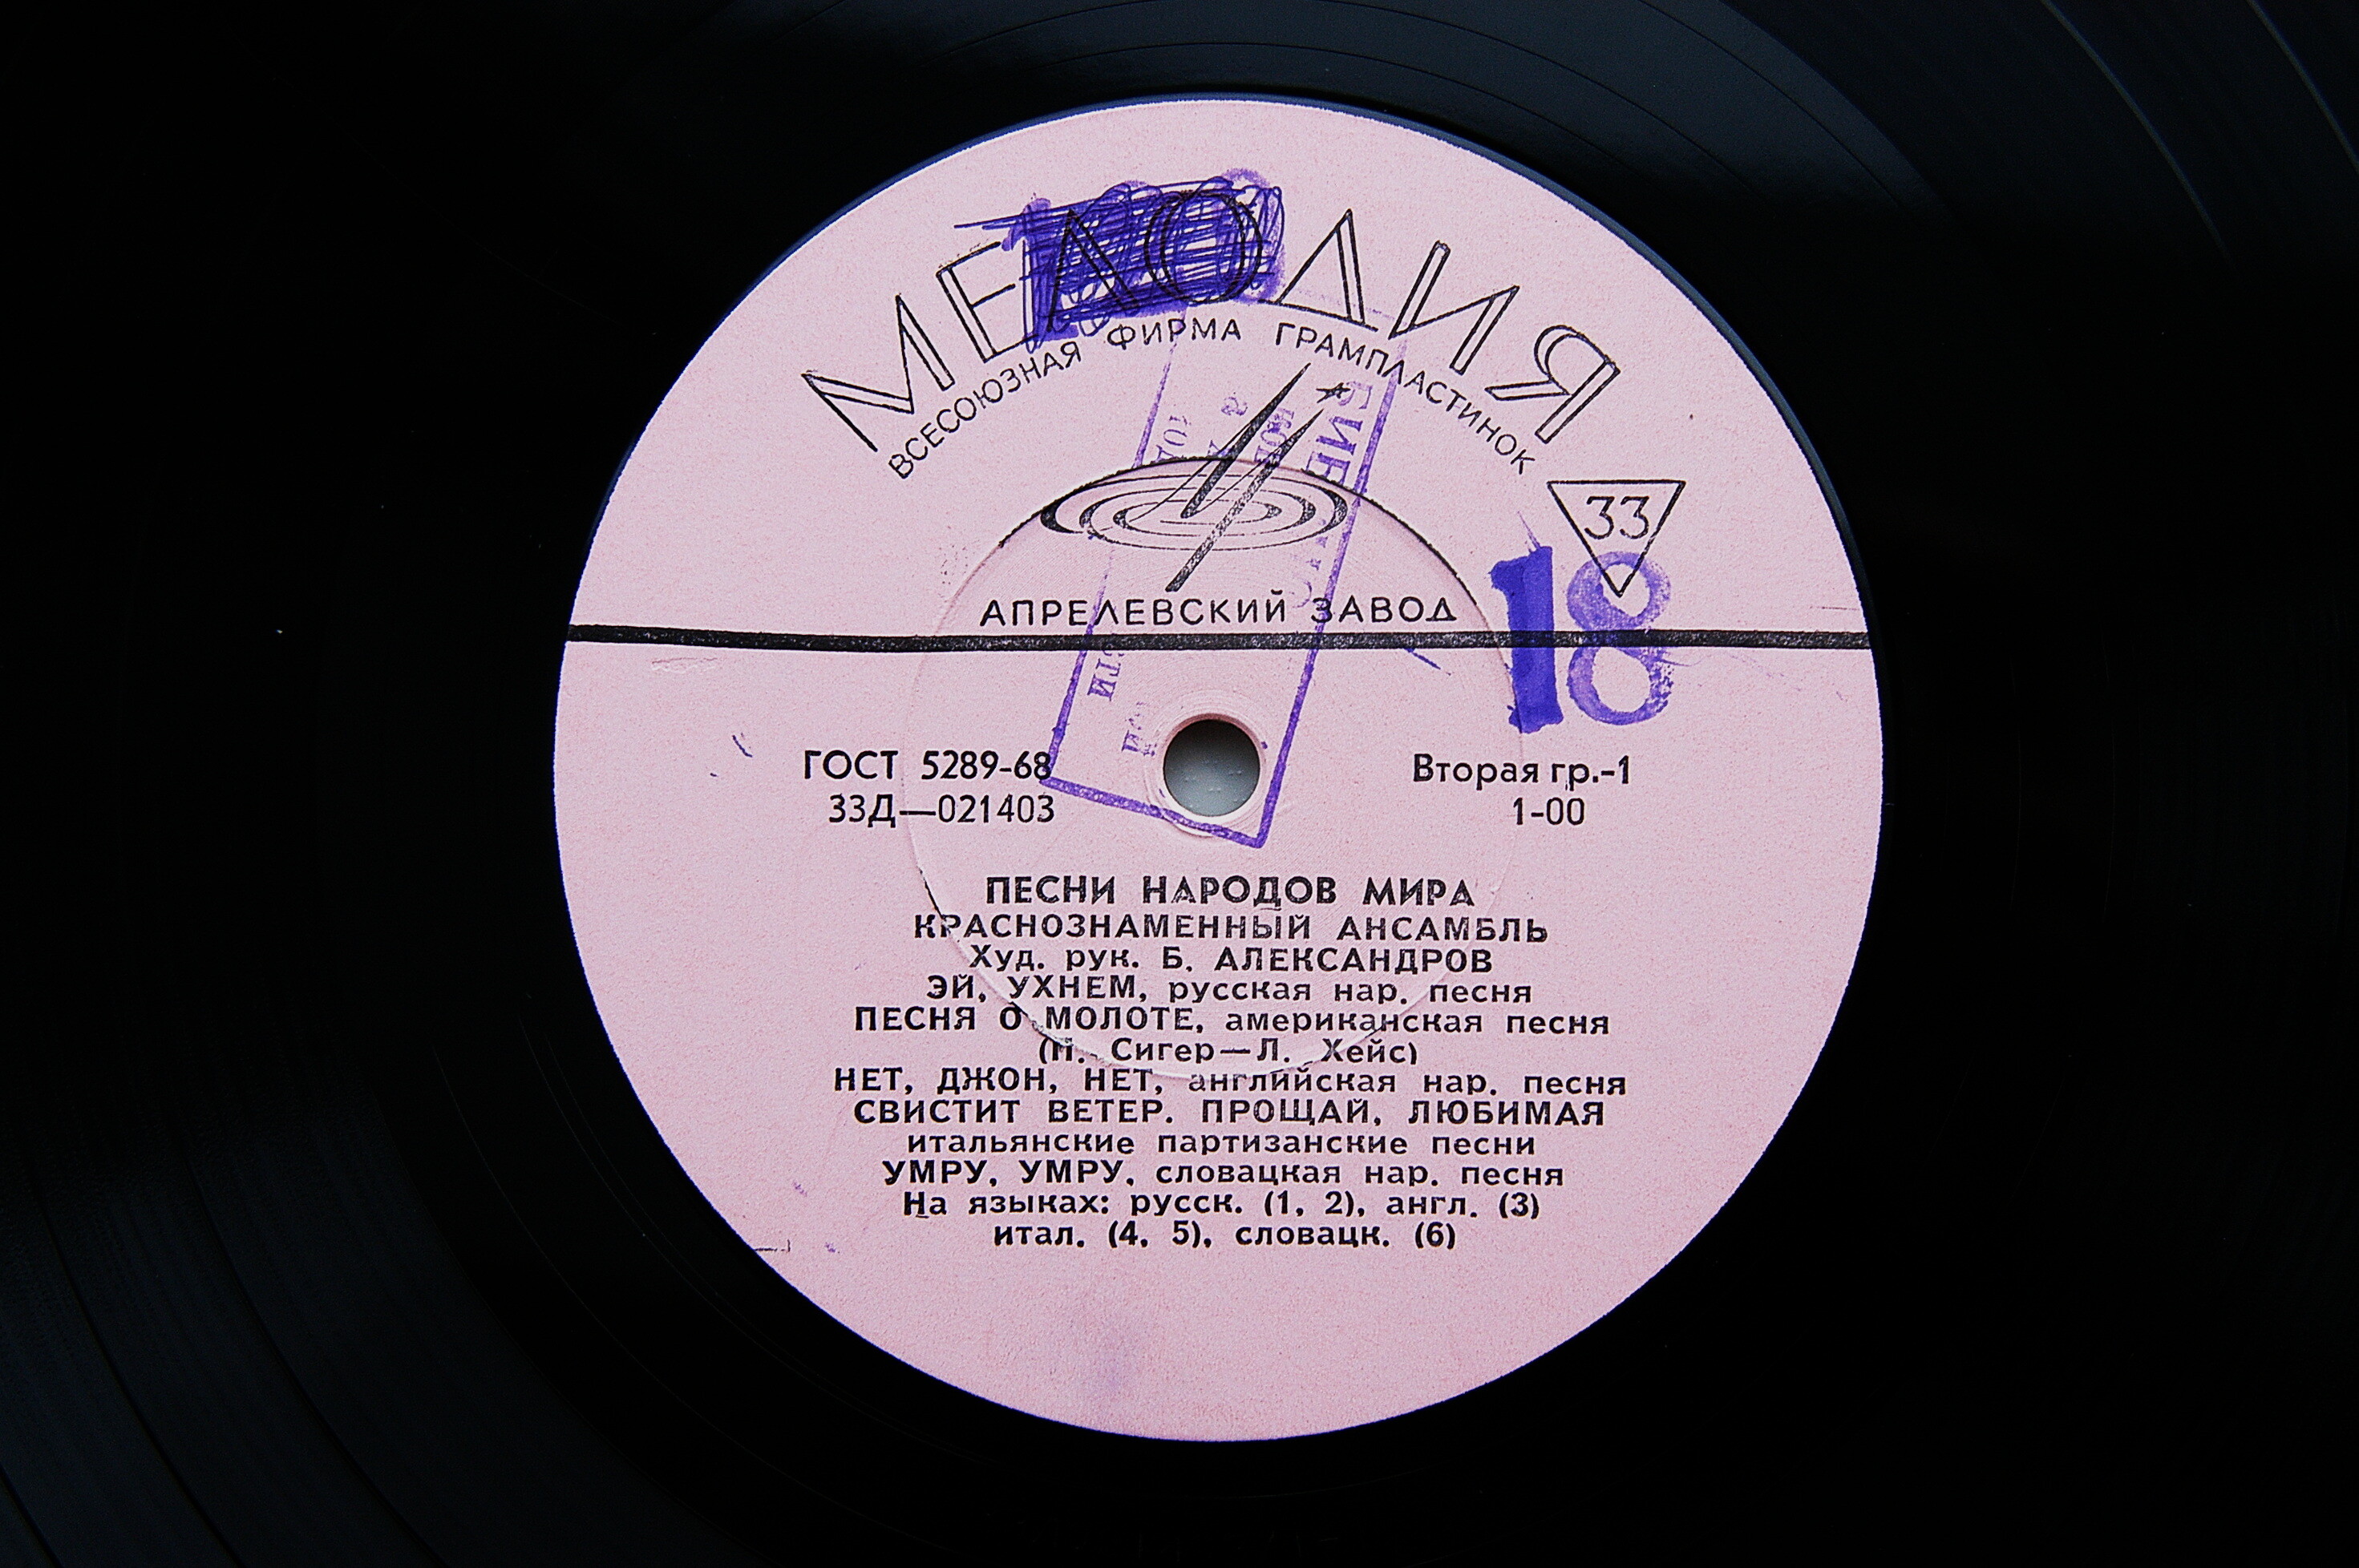 МЕЛОДИЯ
ВСЕСОЮЗНАЯ ФИРМА ГРАМПЛАСТИНОК
33
18
АПРЕЛЕВСКИЙ ЗАВОД
ГОСТ 5289-68
33Д—021403
Вторая гр.-1
1-00
ПЕСНИ НАРОДОВ МИРА
КРАСНОЗНАМЕННЫЙ АНСАМБЛЬ
Худ. рук. Б. АЛЕКСАНДРОВ
ЭЙ, УХНЕМ, русская нар. песня
ПЕСНЯ О МОЛОТЕ, американская песня
(П. Сигер—Л. Хейс)
НЕТ, ДЖОН, НЕТ, английская нар. песня
СВИСТИТ ВЕТЕР. ПРОЩАЙ, ЛЮБИМАЯ
итальянские партизанские песни
УМРУ, УМРУ, словацкая нар. песня
На языках: русск. (1, 2), англ. (3)
итал. (4, 5), словацк. (6)